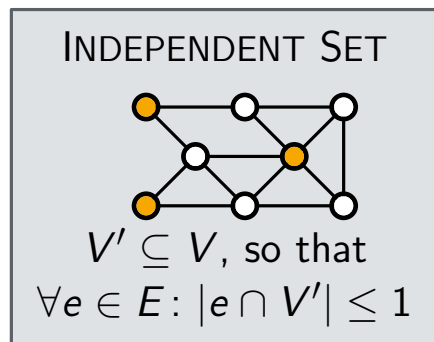 INDEPENDENT SET
V′ ⊆ V, so that
∀e ∈ E: |e ∩ V′| ≤ 1